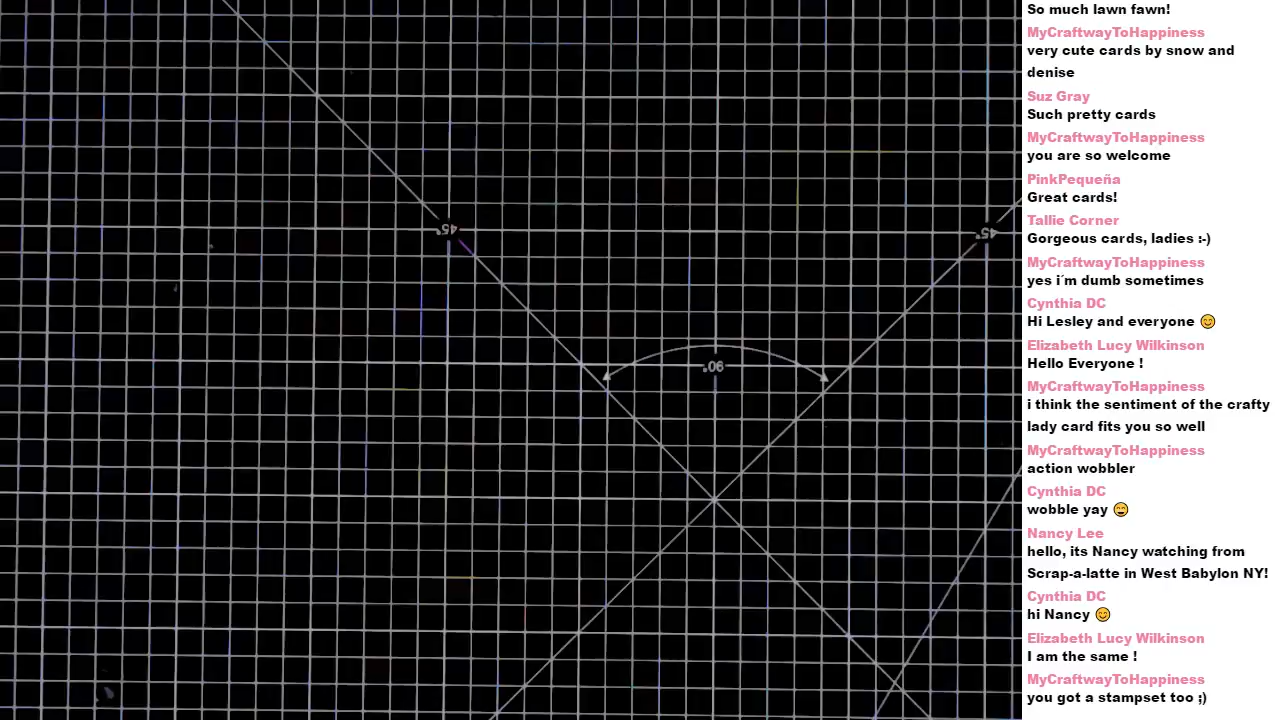 So much lawn fawn!
MyCraftwayToHappiness
very cute cards by snow and
denise
Suz Gray
Such pretty cards
MyCraftwayToHappiness
you are so welcome
PinkPequeña
Great cards!
Tallie Corner
Gorgeous cards, ladies :-)
MyCraftwayToHappiness
yes i´m dumb sometimes
Cynthia DC
Hi Lesley and everyone 😊
Elizabeth Lucy Wilkinson
Hello Everyone !
MyCraftwayToHappiness
i think the sentiment of the crafty
lady card fits you so well
MyCraftwayToHappiness
action wobbler
Cynthia DC
wobble yay 😄
Nancy Lee
hello, its Nancy watching from
Scrap-a-latte in West Babylon NY!
Cynthia DC
hi Nancy 😊
Elizabeth Lucy Wilkinson
I am the same !
MyCraftwayToHappiness
you got a stampset too ;)
45°
45°
90°